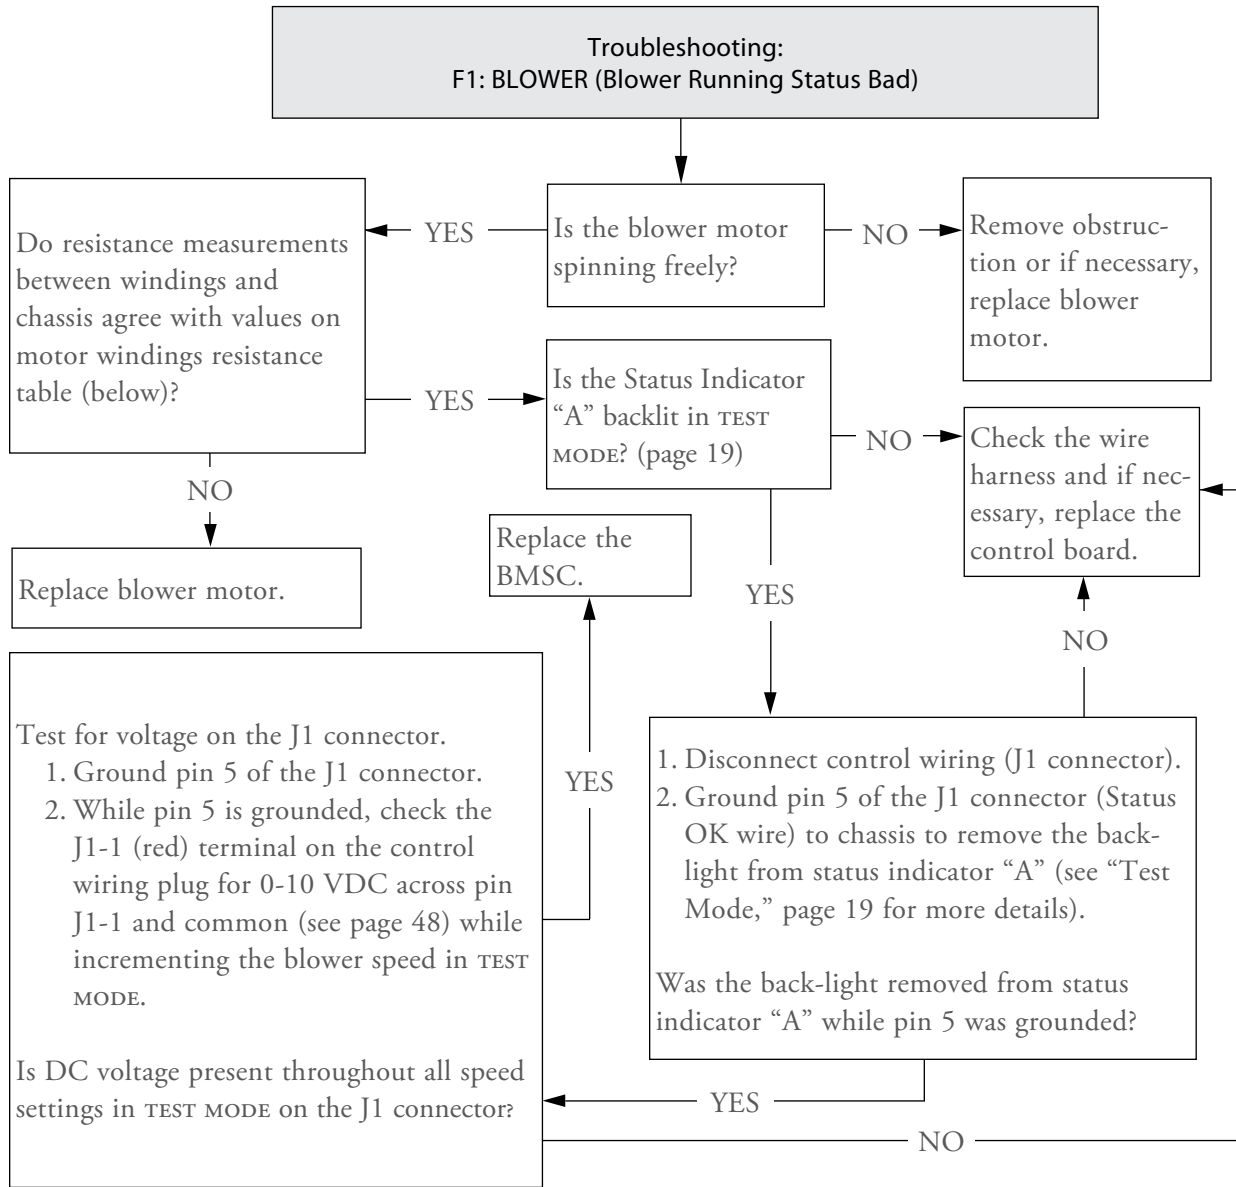 Troubleshooting:
F1: BLOWER (Blower Running Status Bad)
Is the blower motor
spinning freely?
YES
NO
Remove obstruc-
tion or if necessary,
replace blower
motor.
Do resistance measurements
between windings and
chassis agree with values on
motor windings resistance
table (below)?
YES
NO
Replace blower motor.
Is the Status Indicator
“A” backlit in TEST
MODE? (page 19)
NO
Check the wire
harness and if nec-
essary, replace the
control board.
YES
NO
1. Disconnect control wiring (J1 connector).
2. Ground pin 5 of the J1 connector (Status
OK wire) to chassis to remove the back-
light from status indicator “A” (see “Test
Mode,” page 19 for more details).
Was the back-light removed from status
indicator “A” while pin 5 was grounded?
YES
Replace the
BMSC.
YES
Test for voltage on the J1 connector.
1. Ground pin 5 of the J1 connector.
2. While pin 5 is grounded, check the
J1-1 (red) terminal on the control
wiring plug for 0-10 VDC across pin
J1-1 and common (see page 48) while
incrementing the blower speed in TEST
MODE.
Is DC voltage present throughout all speed
settings in TEST MODE on the J1 connector?
NO